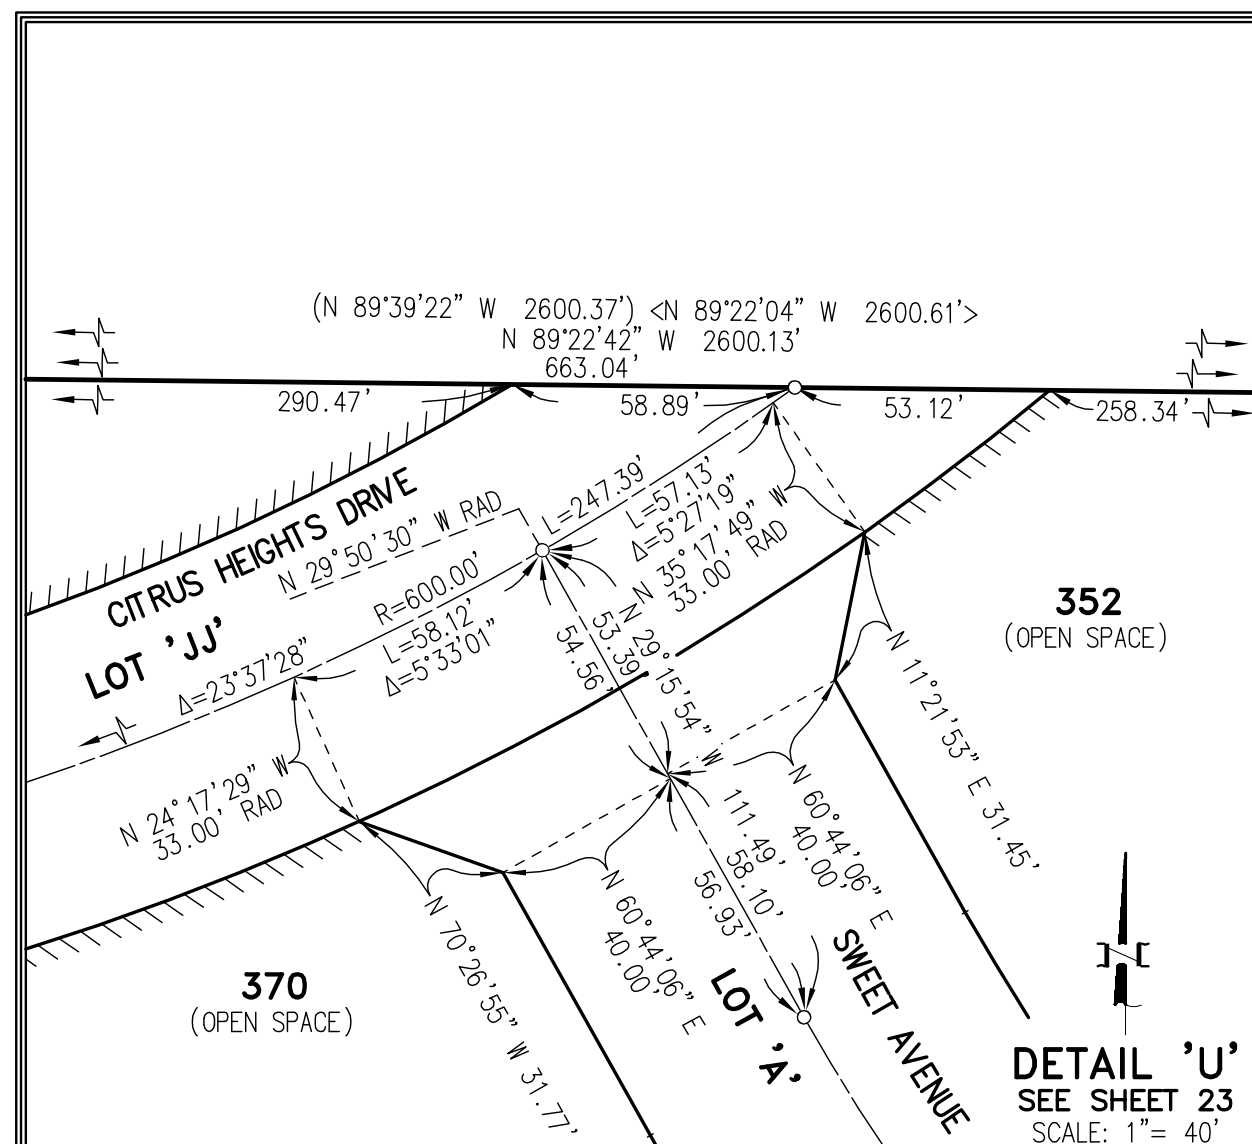 (N 89°39'22" W 2600.37') <N 89°22'04" W 2600.61'>
N 89°22'42" W 2600.13'
663.04'
290.47'
58.89'
53.12'
258.34'
CITRUS HEIGHTS DRIVE
LOT 'JJ'
N 29°50'30" W RAD
L=247.39'
R=600.00'
Δ=23°37'28"
L=58.12'
Δ=5°33'01"
L=57.13'
Δ=5°27'19"
N 35°17'49" W
33.00' RAD
N 24°17'29" W
33.00' RAD
N 29°15'54" W
53.39'
54.56'
352
(OPEN SPACE)
N 11°21'53" E 31.45'
N 60°44'06" E
40.00'
111.49'
58.10'
56.93'
N 60°44'06" E
40.00'
N 70°26'55" W 31.77'
370
(OPEN SPACE)
LOT 'A'
SWEET AVENUE
DETAIL 'U'
SEE SHEET 23
SCALE: 1"= 40'